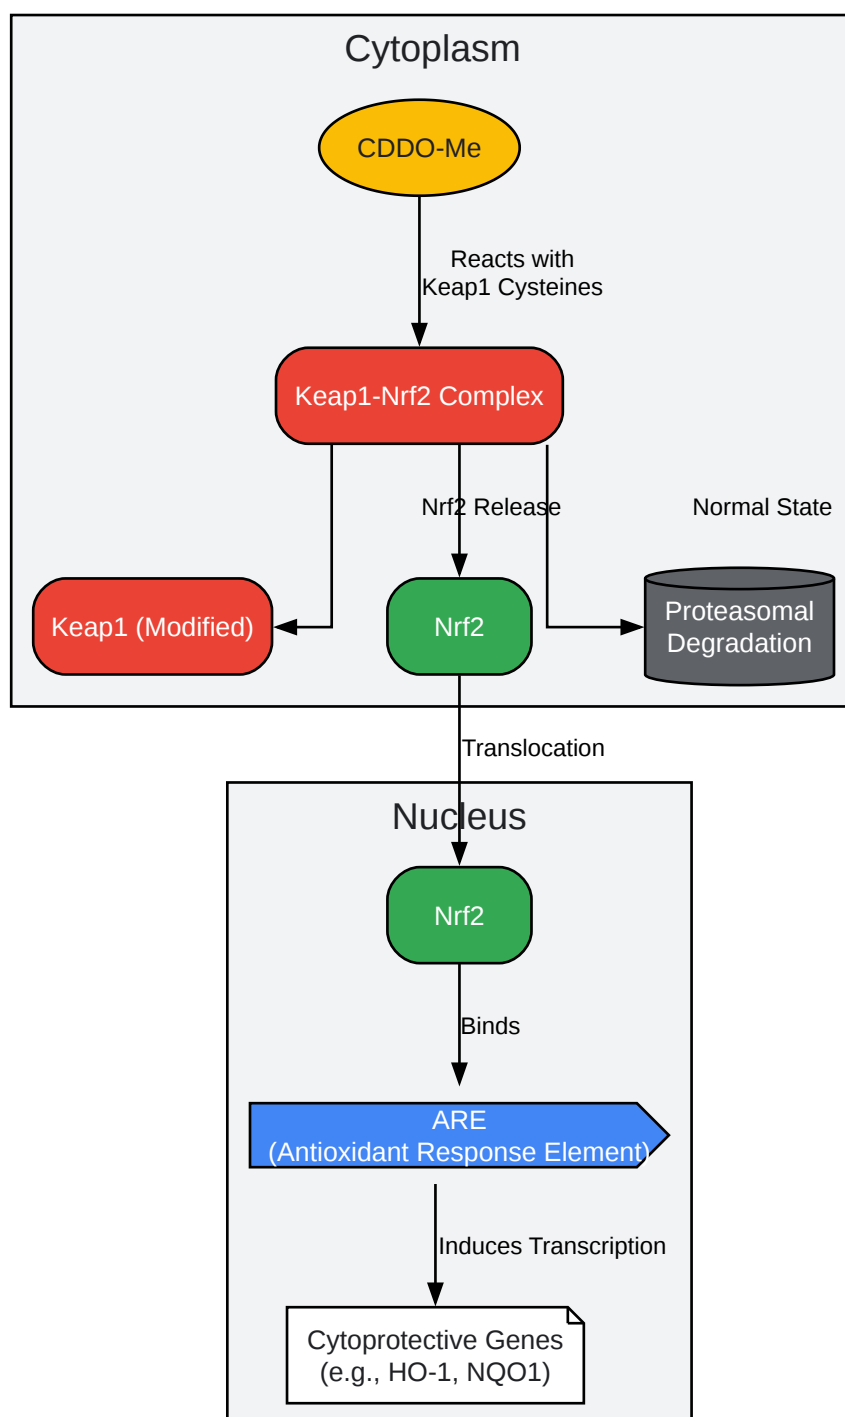 Cytoplasm
CDDO-Me
Reacts with
Keap1 Cysteines
Keap1-Nrf2 Complex
Nrf2 Release
Normal State
Keap1 (Modified)
Nrf2
Proteasomal
Degradation
Translocation
Nucleus
Nrf2
Binds
ARE
(Antioxidant Response Element)
Induces Transcription
Cytoprotective Genes
(e.g., HO-1, NQO1)